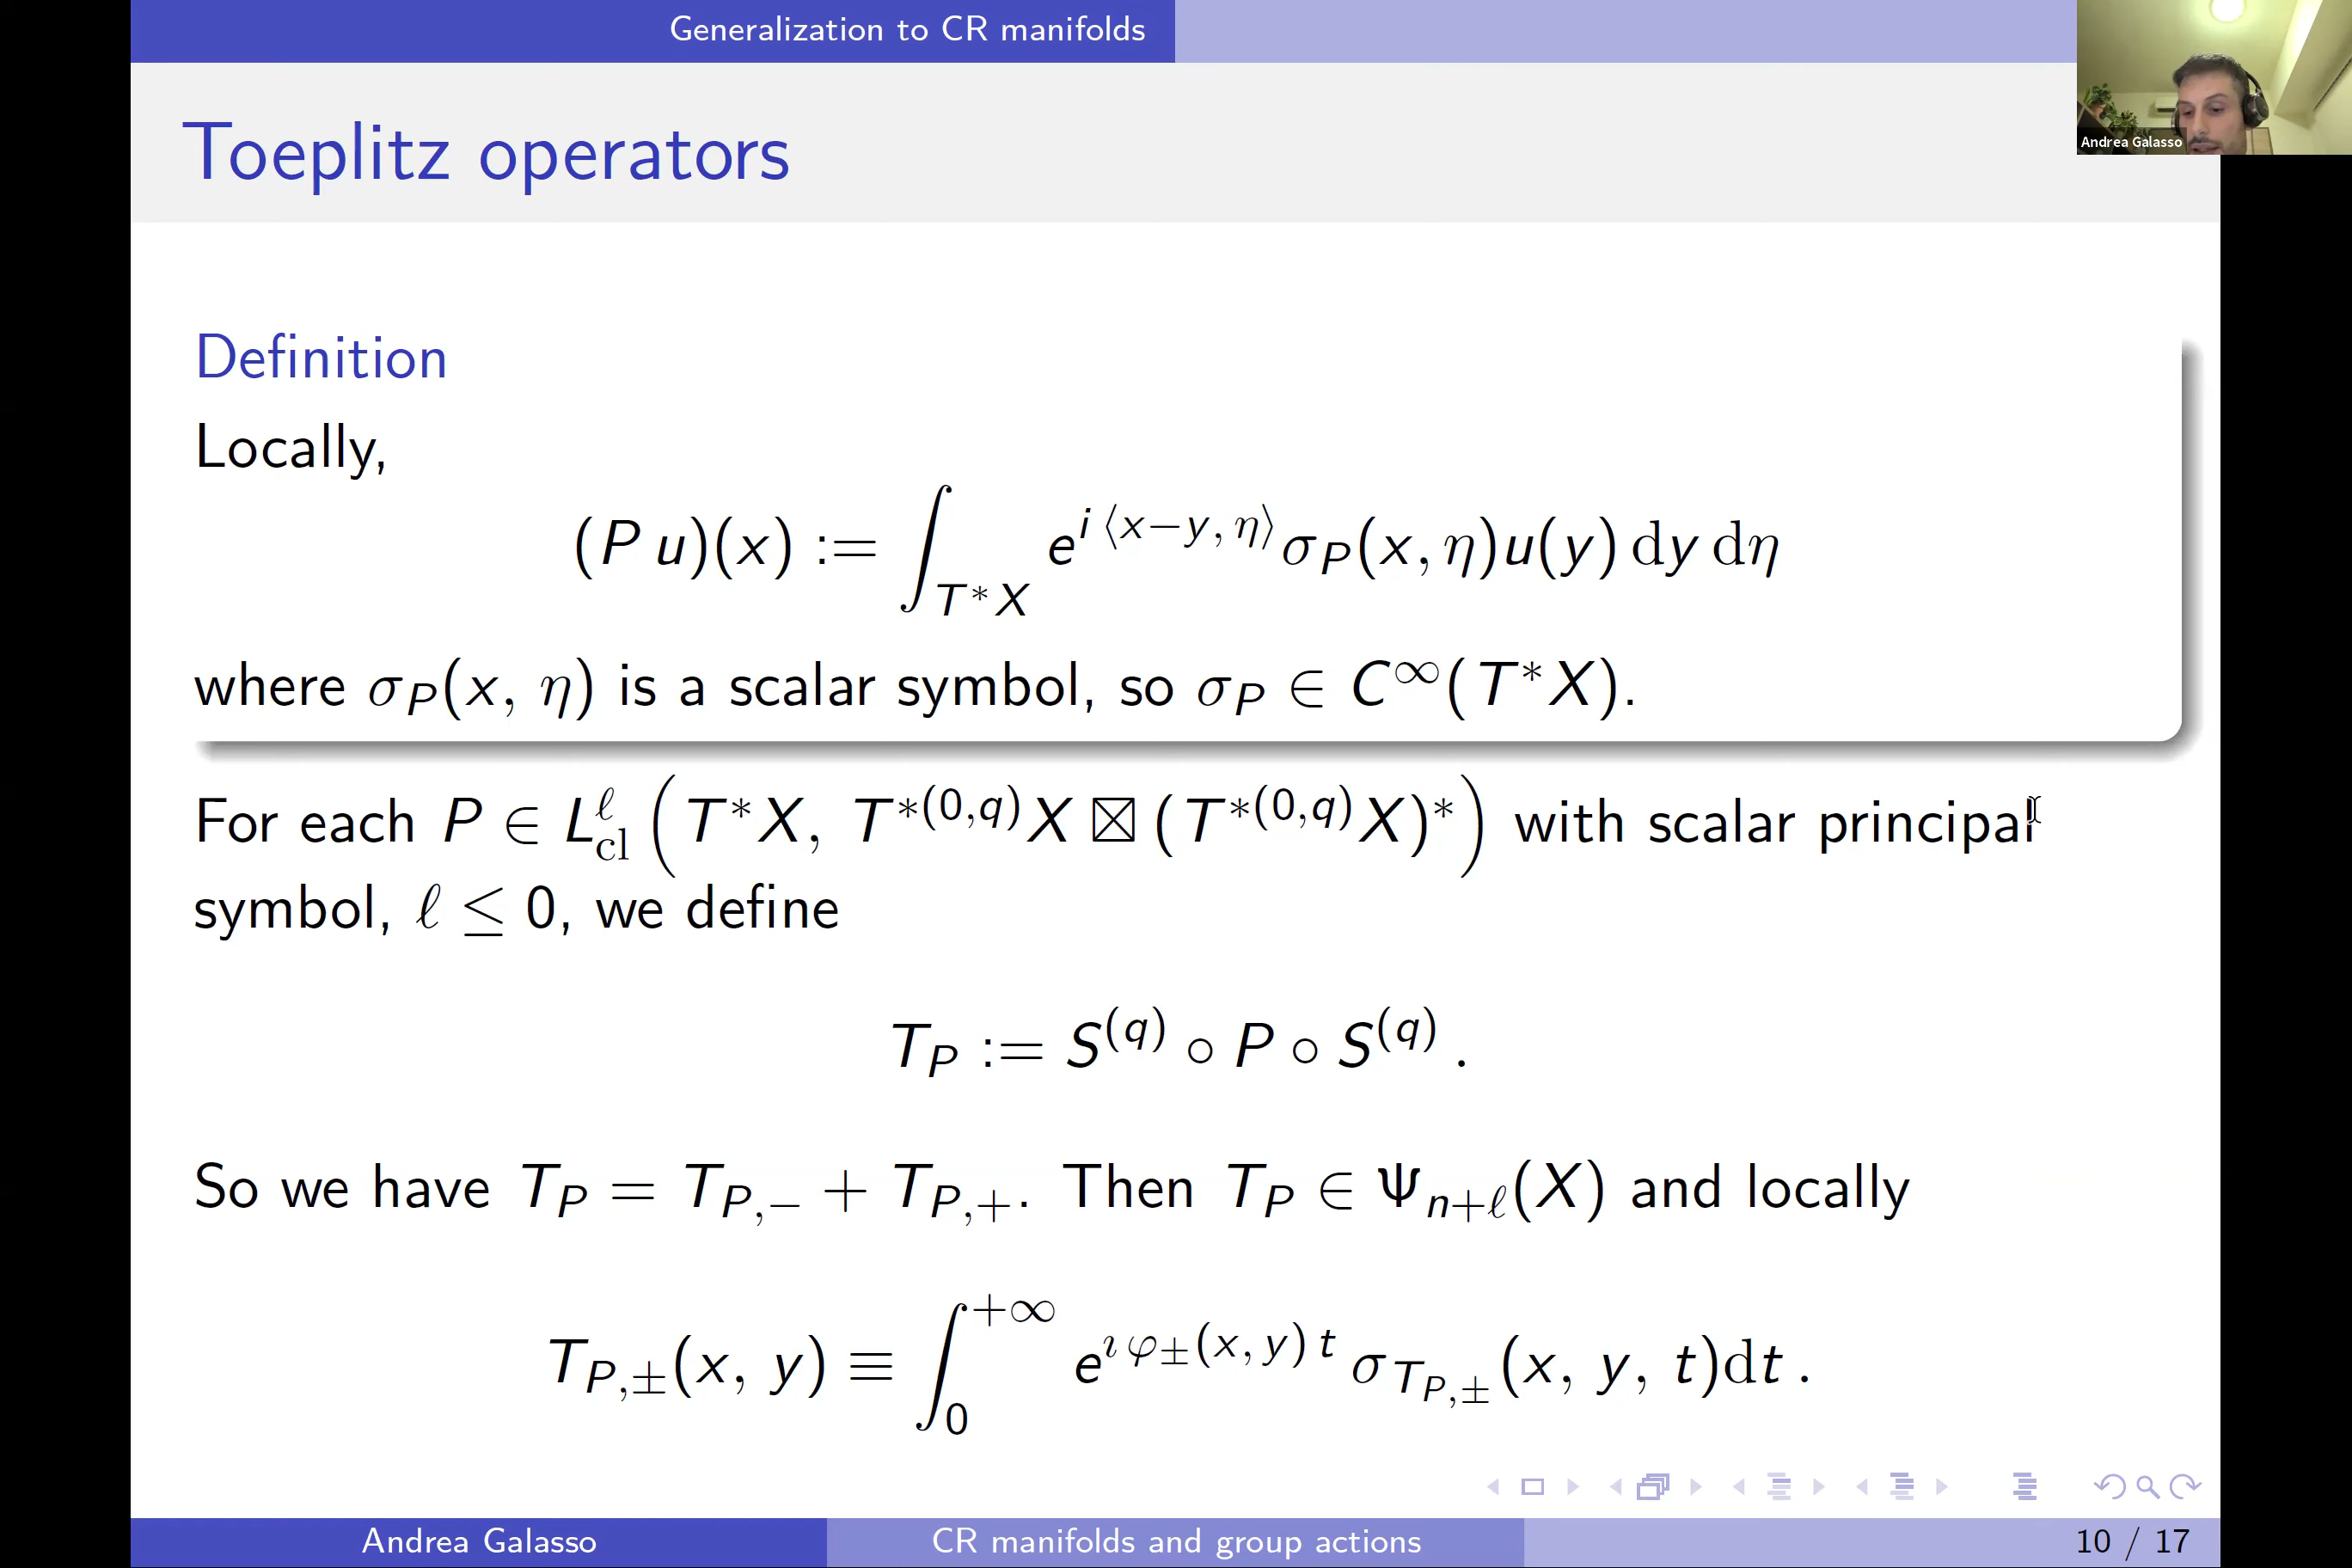 Generalization to CR manifolds
Andrea Galasso
Toeplitz operators
Definition
Locally,
(P u)(x) := ∫_{T*X} e^{i ⟨x−y, η⟩} σ_P(x, η)u(y) dy dη
where σ_P(x, η) is a scalar symbol, so σ_P ∈ C^∞(T*X).
For each P ∈ L^ℓ_cl (T*X, T^{*(0,q)}X ⊠ (T^{*(0,q)}X)*) with scalar principal
symbol, ℓ ≤ 0, we define
T_P := S^{(q)} ∘ P ∘ S^{(q)} .
So we have T_P = T_{P,−} + T_{P,+}. Then T_P ∈ Ψ_{n+ℓ}(X) and locally
T_{P,±}(x, y) ≡ ∫_0^{+∞} e^{ı φ_±(x, y) t} σ_{T_{P,±}}(x, y, t)dt .
Andrea Galasso
CR manifolds and group actions
10 / 17